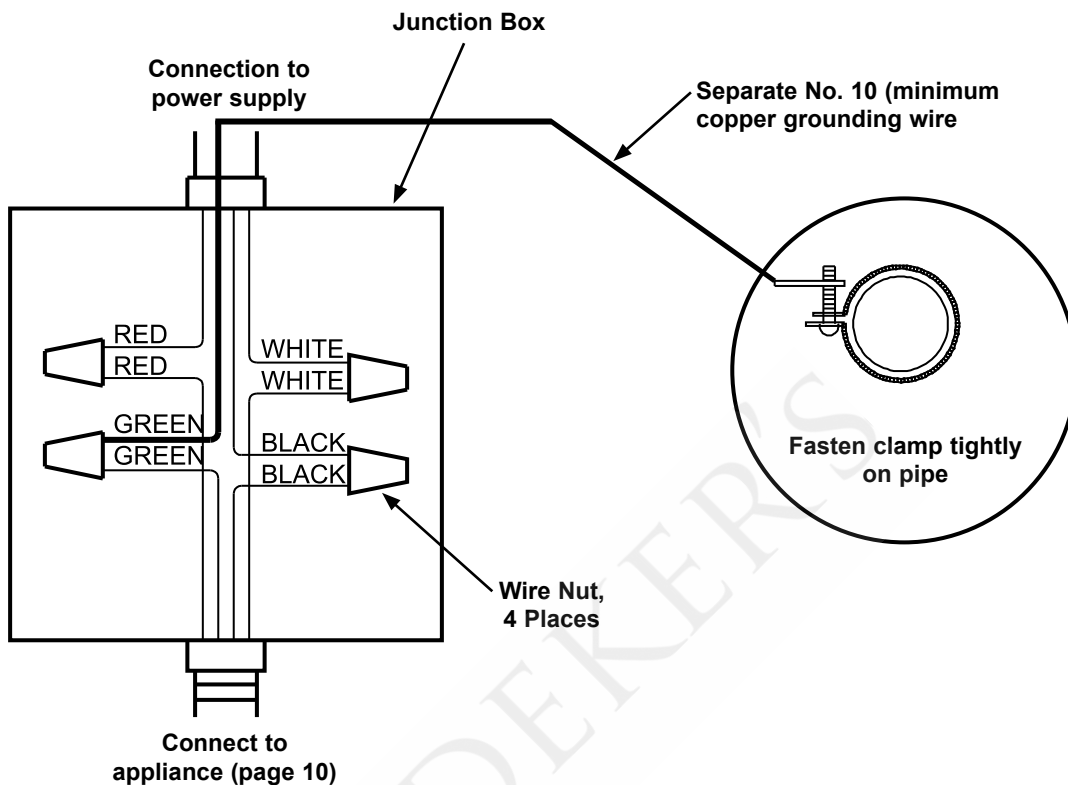 Junction Box
Connection to
power supply
Separate No. 10 (minimum
copper grounding wire
RED
RED
WHITE
WHITE
GREEN
GREEN
BLACK
BLACK
Fasten clamp tightly
on pipe
Wire Nut,
4 Places
Connect to
appliance (page 10)
DEKER'S